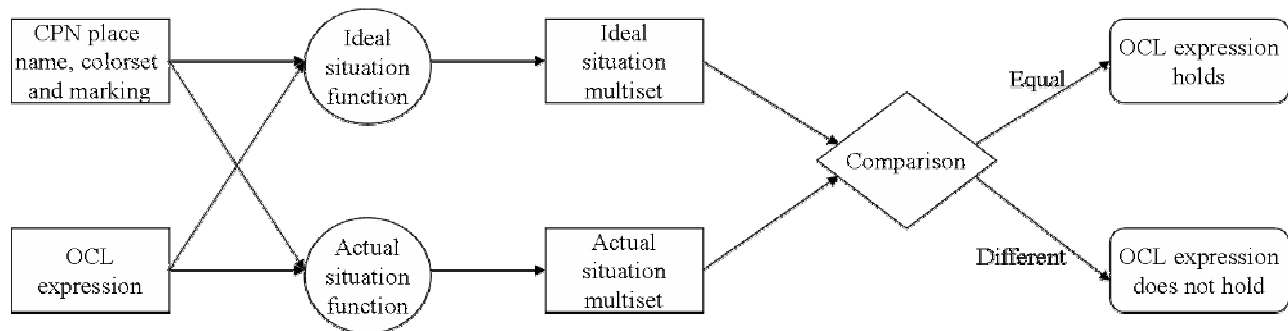 CPN place
name, colorset
and marking
Ideal
situation
function
Ideal
situation
multiset
Equal
OCL expression
holds
Comparison
OCL
expression
Actual
situation
function
Actual
situation
multiset
Different
OCL expression
does not hold